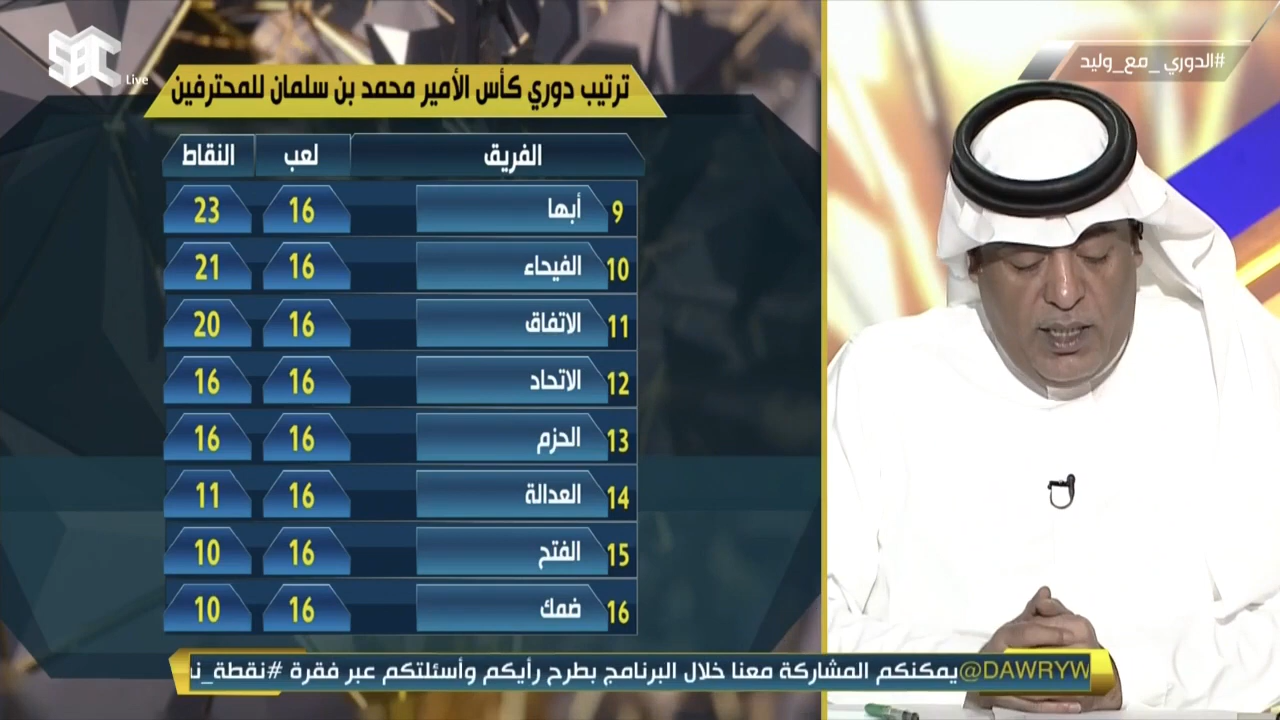 SBC Live
#الدوري_مع_وليد
ترتيب دوري كأس الأمير محمد بن سلمان للمحترفين
الفريق لعب النقاط
9 أبها 16 23
10 الفيحاء 16 21
11 الاتفاق 16 20
12 الاتحاد 16 16
13 الحزم 16 16
14 العدالة 16 11
15 الفتح 16 10
16 ضمك 16 10
@DAWRYW يمكنكم المشاركة معنا خلال البرنامج بطرح رأيكم وأسئلتكم عبر فقرة #نقطة_